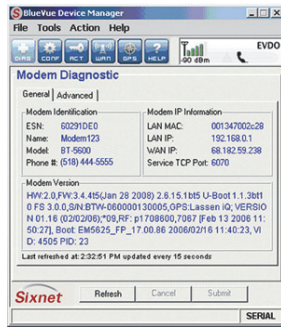 BlueVue Device Manager
File Tools Action Help
DIAG CONF ACT WAN GPS HELP
-90 dBm
EVDO
Modem Diagnostic
General Advanced
Modem Identification
ESN: 60291DE0
Name: Modem123
Model: BT-5600
Phone #: (518) 444-5555
Modem IP Information
LAN MAC: 001347002c28
LAN IP: 192.168.0.1
WAN IP: 68.182.59.238
Service TCP Port: 6070
Modem Version
HW:2.0,FW:3.4.4t5(Jan 28 2008) 2.6.15.1bt5 U-Boot 1.1.3bt1
0 FS 3.0.0,S/N:BTW-060000130005,GPS:Lassen iQ; VERSIO
N 01.16 (02/02/06);*09,RF: p1708600,7067 [Feb 13 2006 11:
50:27], Boot: EM5625_FP_17.00.86 2006/02/16 11:40:23, VI
D: 4505 PID: 23
Last refreshed at:2:32:51 PM updated every 15 seconds
Sixnet
Refresh Cancel Submit
SERIAL